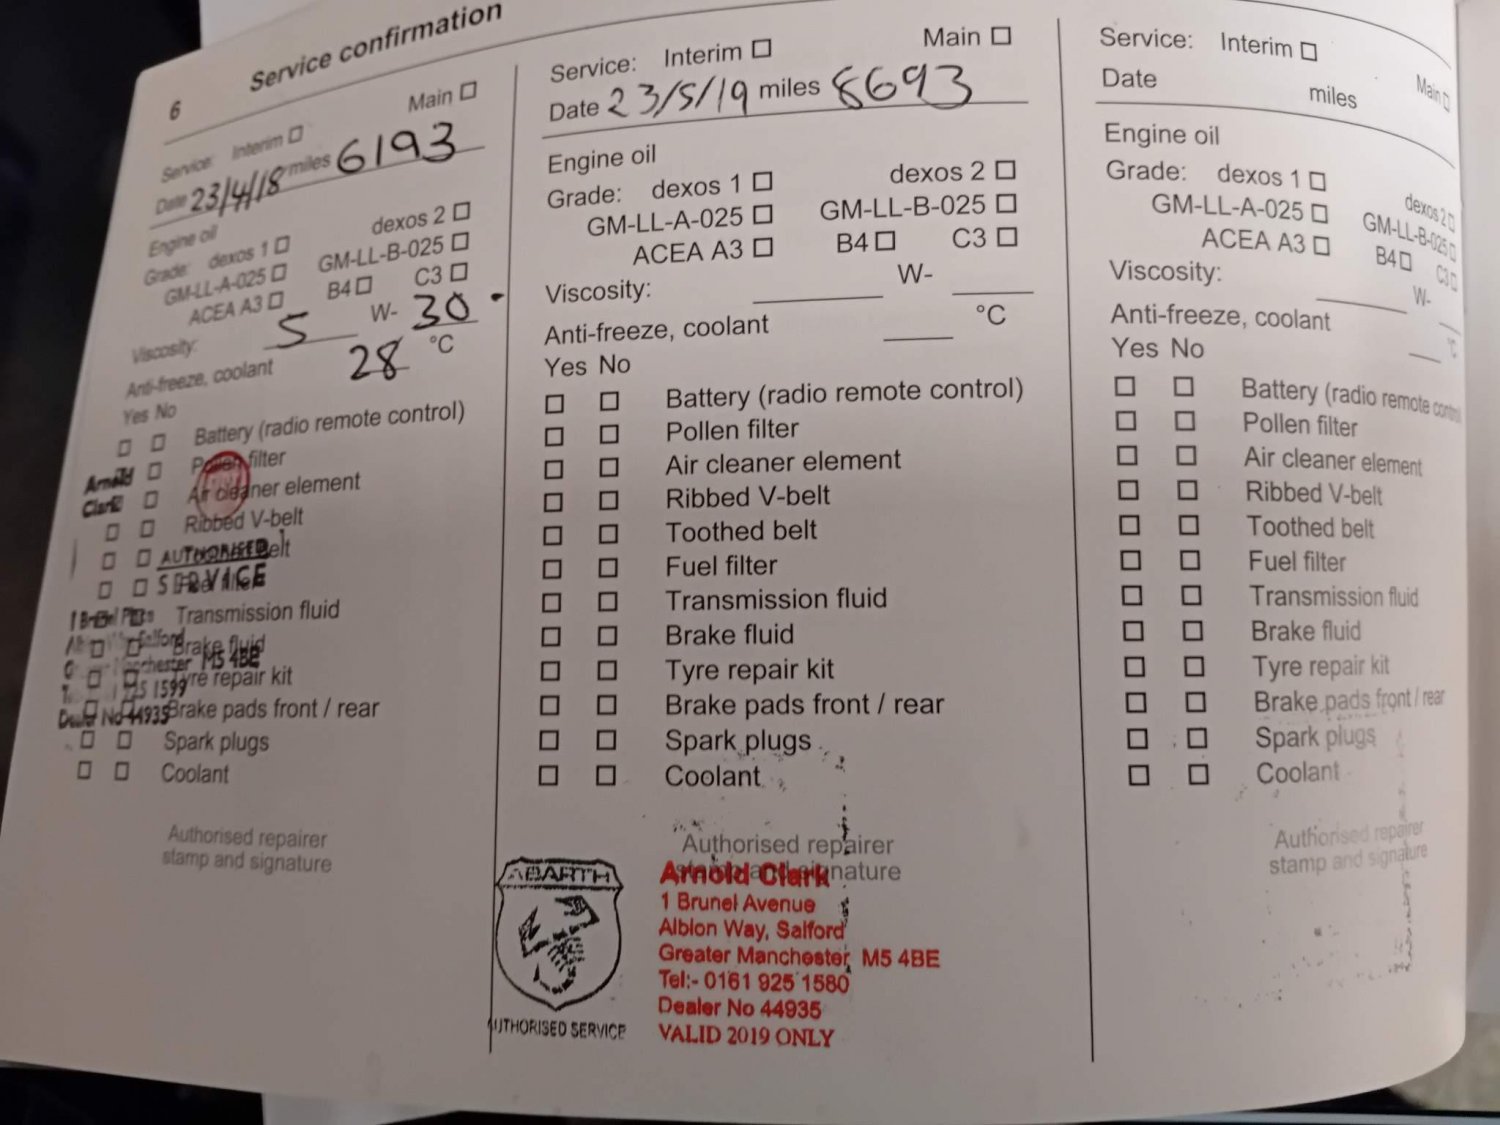 6
Service confirmation
Service: Interim Main
Date 23/4/18 miles 6193
Engine oil
Grade: dexos 1 dexos 2
GM-LL-A-025 GM-LL-B-025
ACEA A3 B4 C3
Viscosity: 5 W- 30
Anti-freeze, coolant 28 °C
Yes No
Battery (radio remote control)
Pollen filter
Air cleaner element
Ribbed V-belt
belt
Transmission fluid
Brake fluid
Tyre repair kit
Brake pads front / rear
Spark plugs
Coolant
Arnold
Clark
AUTHORISED
SERVICE
Salford
M5 4BE
1599
Dealer No 44935
Authorised repairer
stamp and signature
Service: Interim Main
Date 23/5/19 miles 8693
Engine oil
Grade: dexos 1 dexos 2
GM-LL-A-025 GM-LL-B-025
ACEA A3 B4 C3
Viscosity: W-
Anti-freeze, coolant °C
Yes No
Battery (radio remote control)
Pollen filter
Air cleaner element
Ribbed V-belt
Toothed belt
Fuel filter
Transmission fluid
Brake fluid
Tyre repair kit
Brake pads front / rear
Spark plugs
Coolant
Authorised repairer
stamp and signature
ABARTH
AUTHORISED SERVICE
Arnold Clark
1 Brunel Avenue
Albion Way, Salford
Greater Manchester, M5 4BE
Tel:- 0161 925 1580
Dealer No 44935
VALID 2019 ONLY
Service: Interim Main
Date miles
Engine oil
Grade: dexos 1 dexos 2
GM-LL-A-025 GM-LL-B-025
ACEA A3 B4 C3
Viscosity: W-
Anti-freeze, coolant °C
Yes No
Battery (radio remote control)
Pollen filter
Air cleaner element
Ribbed V-belt
Toothed belt
Fuel filter
Transmission fluid
Brake fluid
Tyre repair kit
Brake pads front / rear
Spark plugs
Coolant
Authorised repairer
stamp and signature